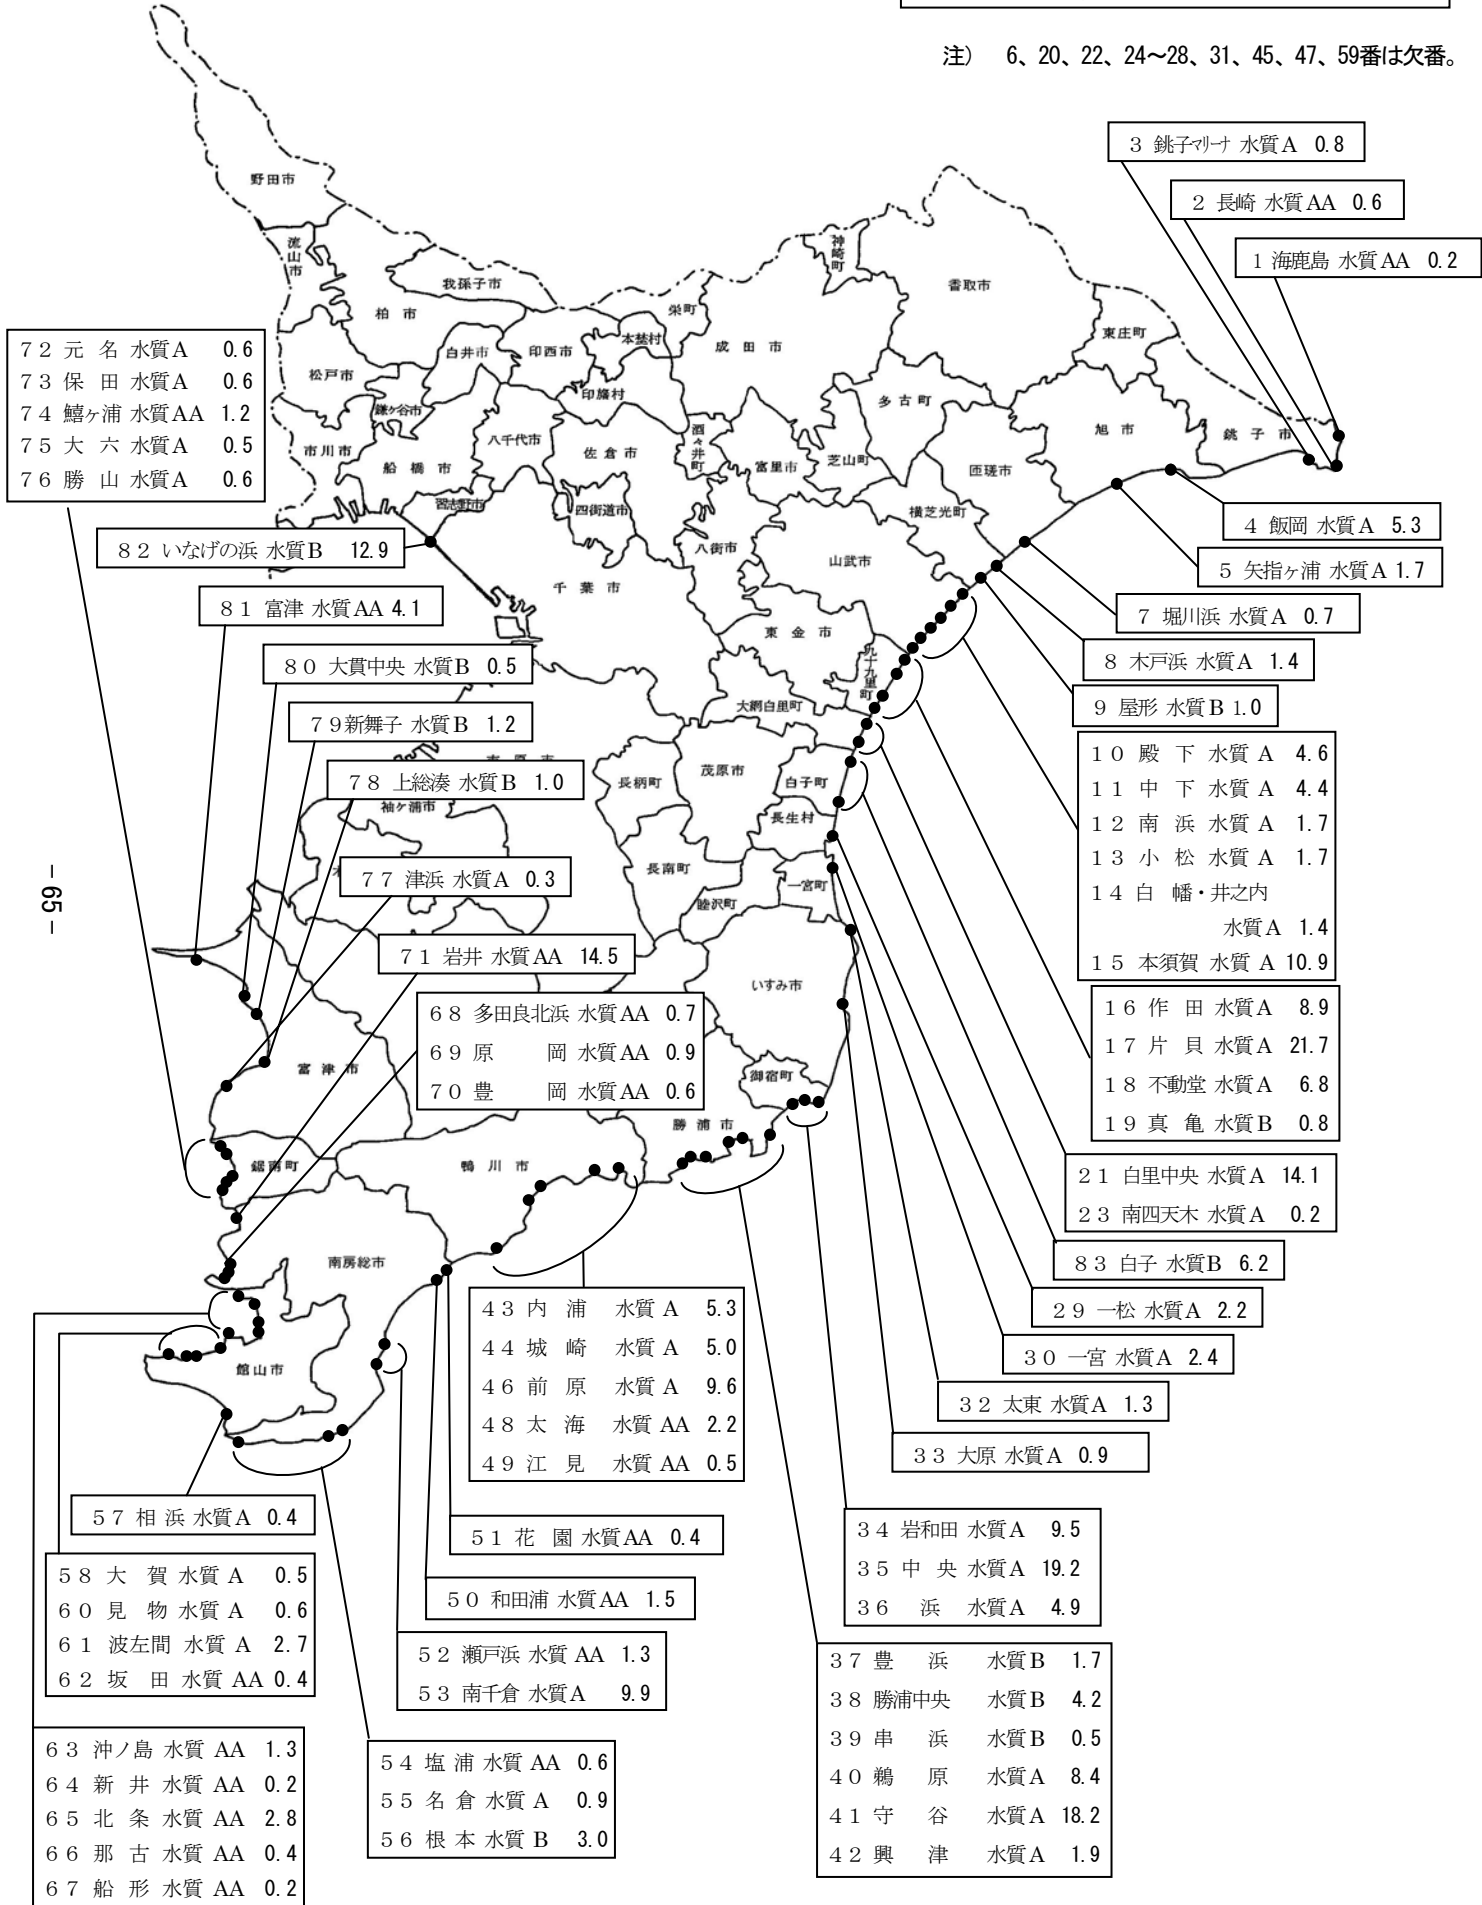 注) 6、20、22、24～28、31、45、47、59番は欠番。
3 銚子マリーナ 水質A 0.8
2 長崎 水質AA 0.6
1 海鹿島 水質AA 0.2
野田市
流山市
柏市
我孫子市
栄町
神崎町
香取市
東庄町
成田市
本埜村
印西市
白井市
松戸市
鎌ケ谷市
印旛村
多古町
旭市
銚子市
市川市
船橋市
八千代市
佐倉市
酒々井町
富里市
芝山町
匝瑳市
習志野市
四街道市
八街市
横芝光町
山武市
千葉市
東金市
九十九里町
大網白里町
茂原市
白子町
長柄町
長生村
袖ケ浦市
長南町
一宮町
睦沢町
いすみ市
御宿町
勝浦市
富津市
鴨川市
鋸南町
南房総市
館山市
72 元名 水質A 0.6
73 保田 水質A 0.6
74 鱚ヶ浦 水質AA 1.2
75 大六 水質A 0.5
76 勝山 水質A 0.6
82 いなげの浜 水質B 12.9
81 富津 水質AA 4.1
80 大貫中央 水質B 0.5
79新舞子 水質B 1.2
78 上総湊 水質B 1.0
77 津浜 水質A 0.3
71 岩井 水質AA 14.5
68 多田良北浜 水質AA 0.7
69 原岡 水質AA 0.9
70 豊岡 水質AA 0.6
4 飯岡 水質A 5.3
5 矢指ヶ浦 水質A 1.7
7 堀川浜 水質A 0.7
8 木戸浜 水質A 1.4
9 屋形 水質B 1.0
10 殿下 水質A 4.6
11 中下 水質A 4.4
12 南浜 水質A 1.7
13 小松 水質A 1.7
14 白幡・井之内
水質A 1.4
15 本須賀 水質A 10.9
16 作田 水質A 8.9
17 片貝 水質A 21.7
18 不動堂 水質A 6.8
19 真亀 水質B 0.8
21 白里中央 水質A 14.1
23 南四天木 水質A 0.2
83 白子 水質B 6.2
29 一松 水質A 2.2
30 一宮 水質A 2.4
32 太東 水質A 1.3
33 大原 水質A 0.9
34 岩和田 水質A 9.5
35 中央 水質A 19.2
36 浜 水質A 4.9
37 豊浜 水質B 1.7
38 勝浦中央 水質B 4.2
39 串浜 水質B 0.5
40 鵜原 水質A 8.4
41 守谷 水質A 18.2
42 興津 水質A 1.9
43 内浦 水質A 5.3
44 城崎 水質A 5.0
46 前原 水質A 9.6
48 太海 水質AA 2.2
49 江見 水質AA 0.5
51 花園 水質AA 0.4
50 和田浦 水質AA 1.5
52 瀬戸浜 水質AA 1.3
53 南千倉 水質A 9.9
54 塩浦 水質AA 0.6
55 名倉 水質A 0.9
56 根本 水質B 3.0
57 相浜 水質A 0.4
58 大賀 水質A 0.5
60 見物 水質A 0.6
61 波左間 水質A 2.7
62 坂田 水質AA 0.4
63 沖ノ島 水質AA 1.3
64 新井 水質AA 0.2
65 北条 水質AA 2.8
66 那古 水質AA 0.4
67 船形 水質AA 0.2
－65－